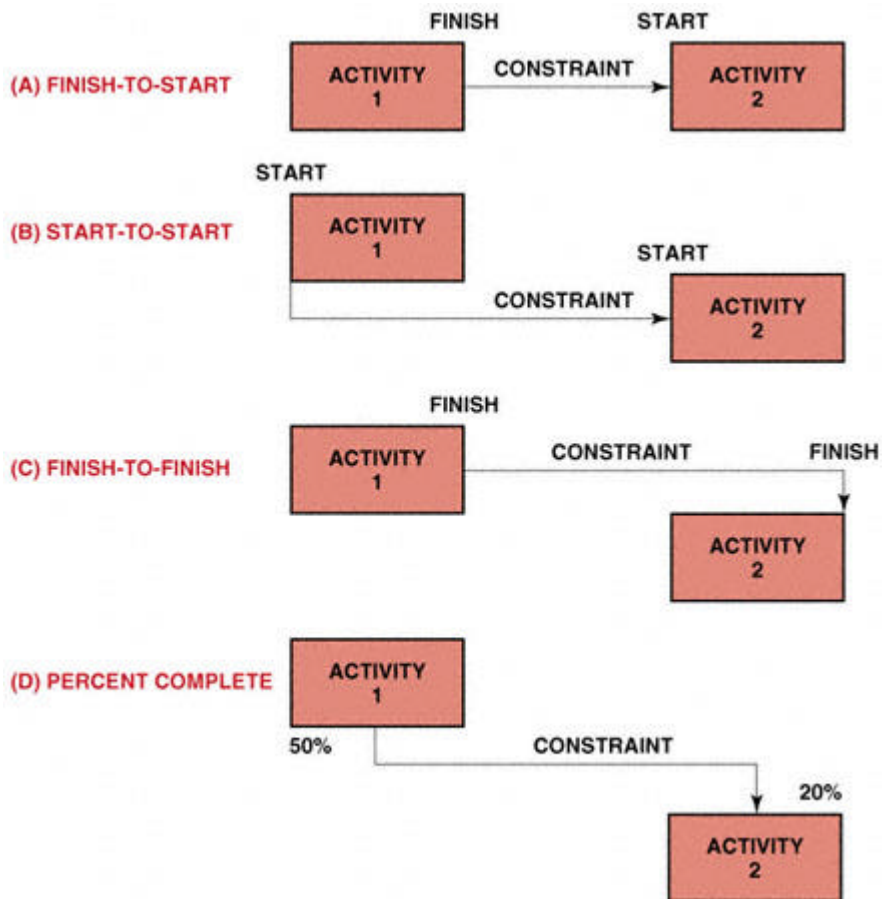 FINISH START
(A) FINISH-TO-START
ACTIVITY
1
CONSTRAINT
ACTIVITY
2
START
(B) START-TO-START
ACTIVITY
1
START
CONSTRAINT
ACTIVITY
2
FINISH
(C) FINISH-TO-FINISH
ACTIVITY
1
CONSTRAINT
FINISH
ACTIVITY
2
(D) PERCENT COMPLETE
ACTIVITY
1
50%
CONSTRAINT
20%
ACTIVITY
2